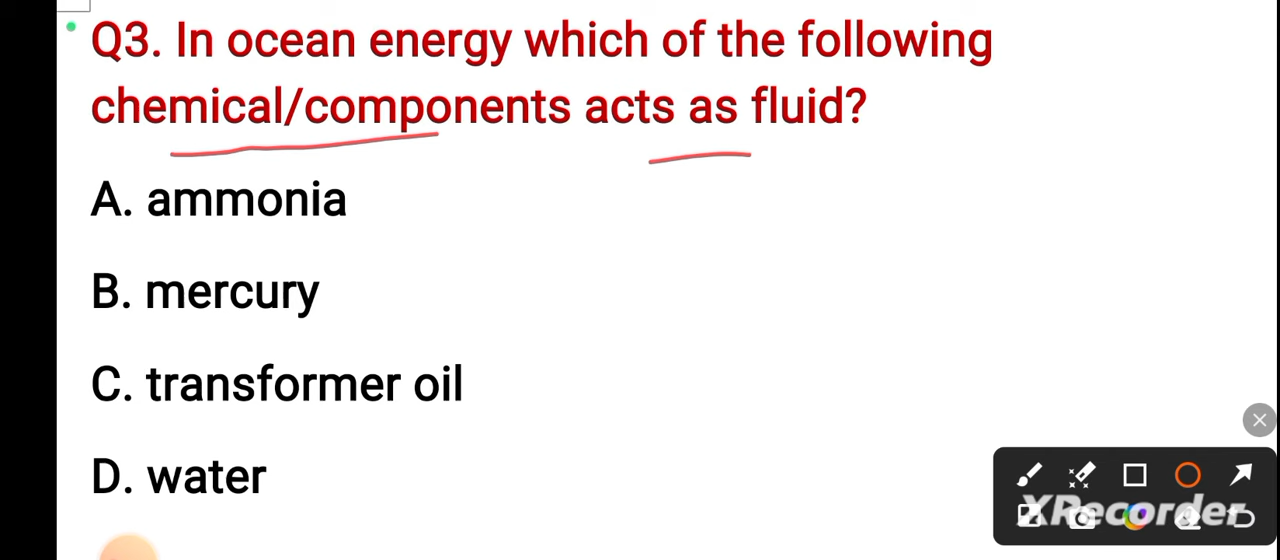 Q3. In ocean energy which of the following
chemical/components acts as fluid?
A. ammonia
B. mercury
C. transformer oil
D. water
XRecorder